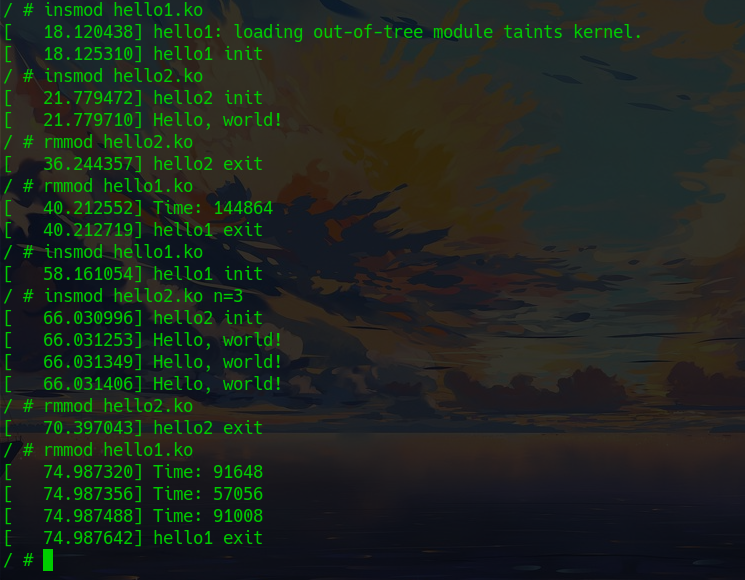 / # insmod hello1.ko
[   18.120438] hello1: loading out-of-tree module taints kernel.
[   18.125310] hello1 init
/ # insmod hello2.ko
[   21.779472] hello2 init
[   21.779710] Hello, world!
/ # rmmod hello2.ko
[   36.244357] hello2 exit
/ # rmmod hello1.ko
[   40.212552] Time: 144864
[   40.212719] hello1 exit
/ # insmod hello1.ko
[   58.161054] hello1 init
/ # insmod hello2.ko n=3
[   66.030996] hello2 init
[   66.031253] Hello, world!
[   66.031349] Hello, world!
[   66.031406] Hello, world!
/ # rmmod hello2.ko
[   70.397043] hello2 exit
/ # rmmod hello1.ko
[   74.987320] Time: 91648
[   74.987356] Time: 57056
[   74.987488] Time: 91008
[   74.987642] hello1 exit
/ #